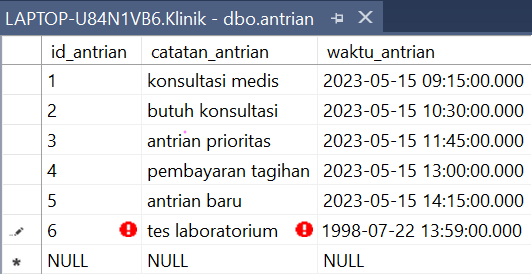 LAPTOP-U84N1VB6.Klinik - dbo.antrian
id_antrian catatan_antrian waktu_antrian
1 konsultasi medis 2023-05-15 09:15:00.000
2 butuh konsultasi 2023-05-15 10:30:00.000
3 antrian prioritas 2023-05-15 11:45:00.000
4 pembayaran tagihan 2023-05-15 13:00:00.000
5 antrian baru 2023-05-15 14:15:00.000
6 tes laboratorium 1998-07-22 13:59:00.000
NULL NULL NULL